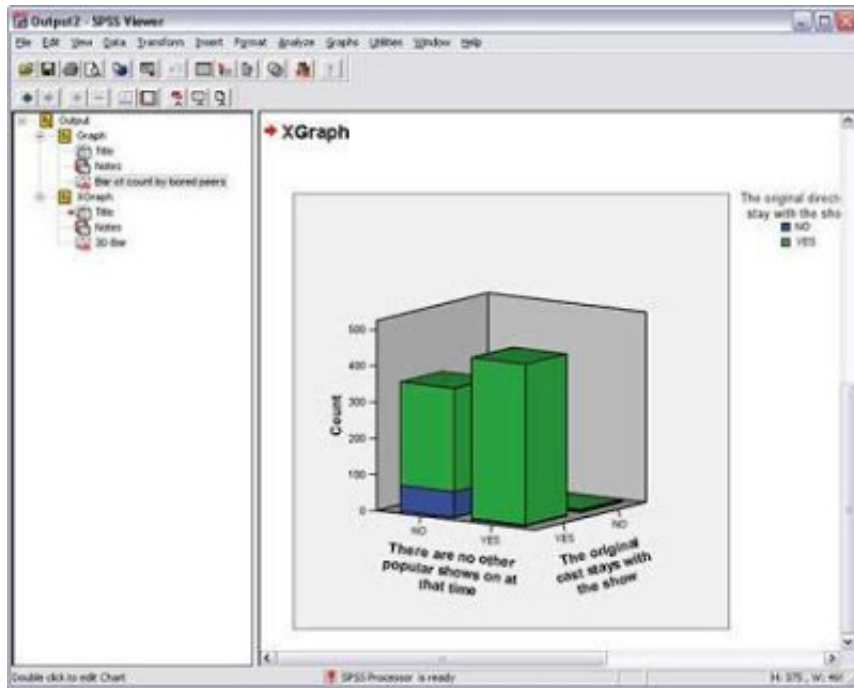 Output2 - SPSS Viewer
File Edit View Data Transform Insert Format Analyze Graphs Utilities Window Help
Output
Graph
Title
Notes
Bar of count by bored peers
XGraph
Title
Notes
3D Bar
XGraph
The original direct
stay with the sho
NO
YES
500
400
300
200
100
0
Count
NO
YES
YES
NO
There are no other
popular shows on at
that time
The original
cast stays with
the show
Double click to edit Chart
SPSS Processor is ready
H: 375, W: